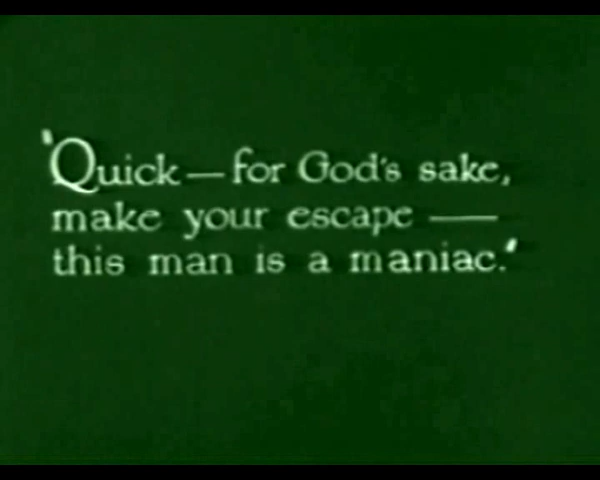 'Quick — for God's sake,
make your escape —
this man is a maniac.'